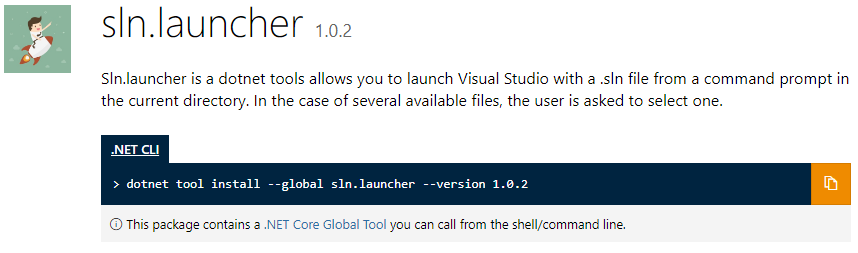 sln.launcher 1.0.2
Sln.launcher is a dotnet tools allows you to launch Visual Studio with a .sln file from a command prompt in
the current directory. In the case of several available files, the user is asked to select one.
.NET CLI
> dotnet tool install --global sln.launcher --version 1.0.2
This package contains a .NET Core Global Tool you can call from the shell/command line.